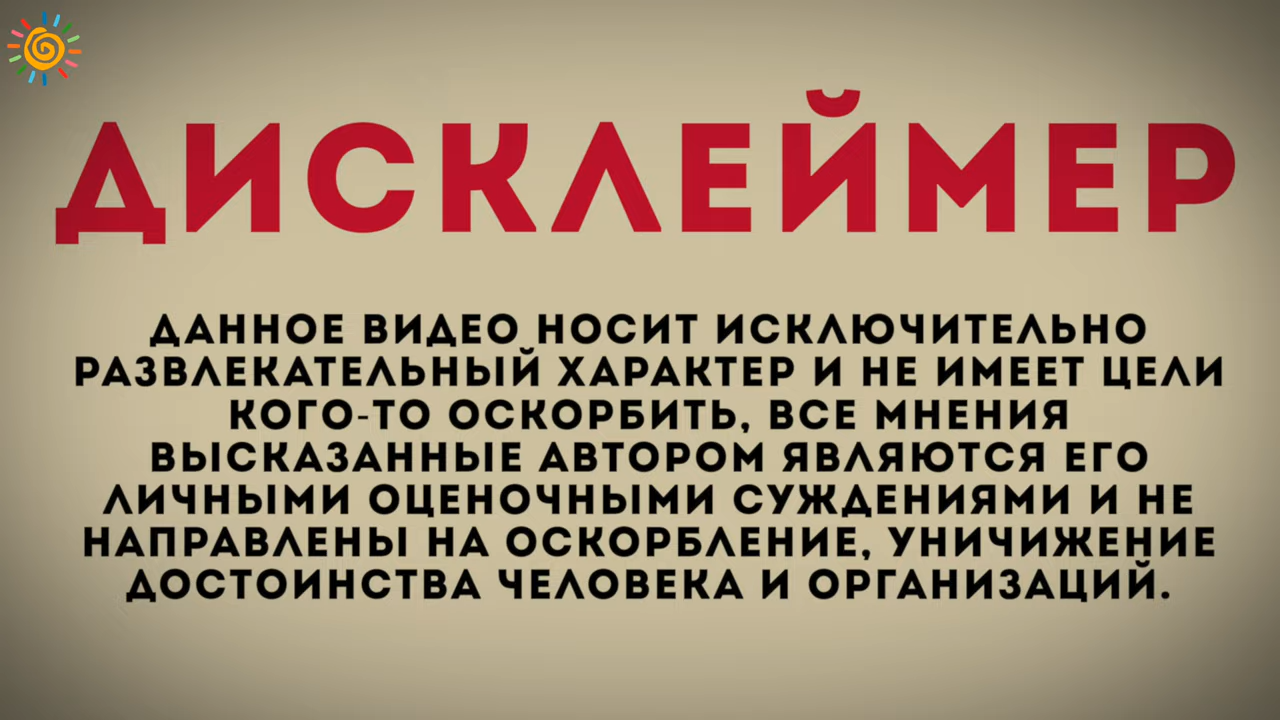 ДИСКЛЕЙМЕР
ДАННОЕ ВИДЕО НОСИТ ИСКЛЮЧИТЕЛЬНО
РАЗВЛЕКАТЕЛЬНЫЙ ХАРАКТЕР И НЕ ИМЕЕТ ЦЕЛИ
КОГО-ТО ОСКОРБИТЬ, ВСЕ МНЕНИЯ
ВЫСКАЗАННЫЕ АВТОРОМ ЯВЛЯЮТСЯ ЕГО
ЛИЧНЫМИ ОЦЕНОЧНЫМИ СУЖДЕНИЯМИ И НЕ
НАПРАВЛЕНЫ НА ОСКОРБЛЕНИЕ, УНИЧИЖЕНИЕ
ДОСТОИНСТВА ЧЕЛОВЕКА И ОРГАНИЗАЦИЙ.